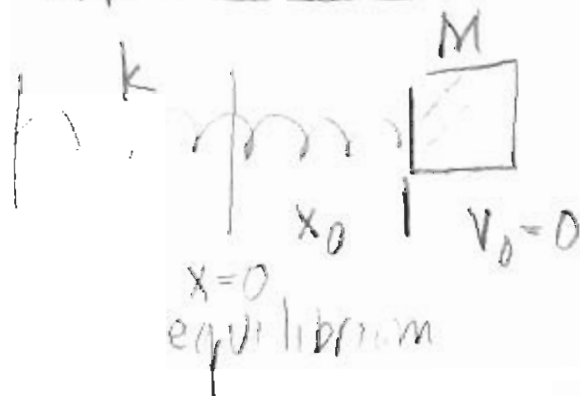 M
k
x₀ v₀ = 0
x = 0
equilibrium